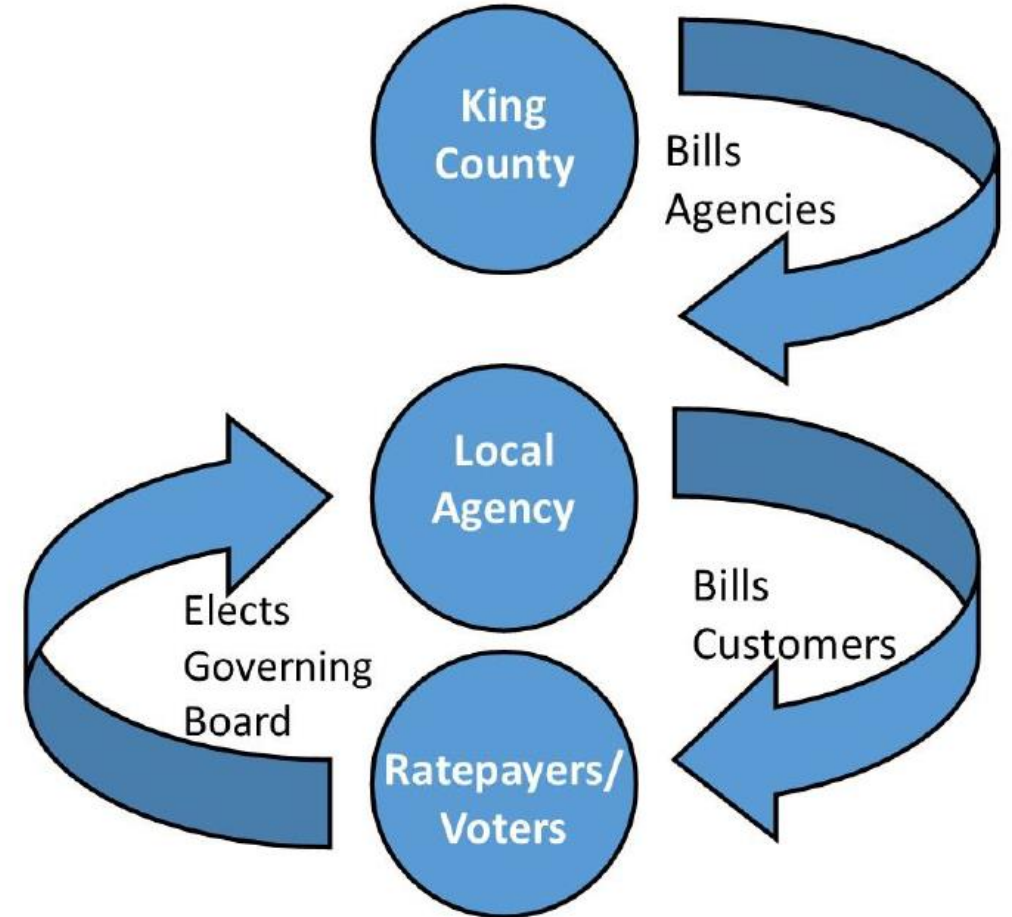 King
County
Bills
Agencies
Local
Agency
Bills
Customers
Elects
Governing
Board
Ratepayers/
Voters